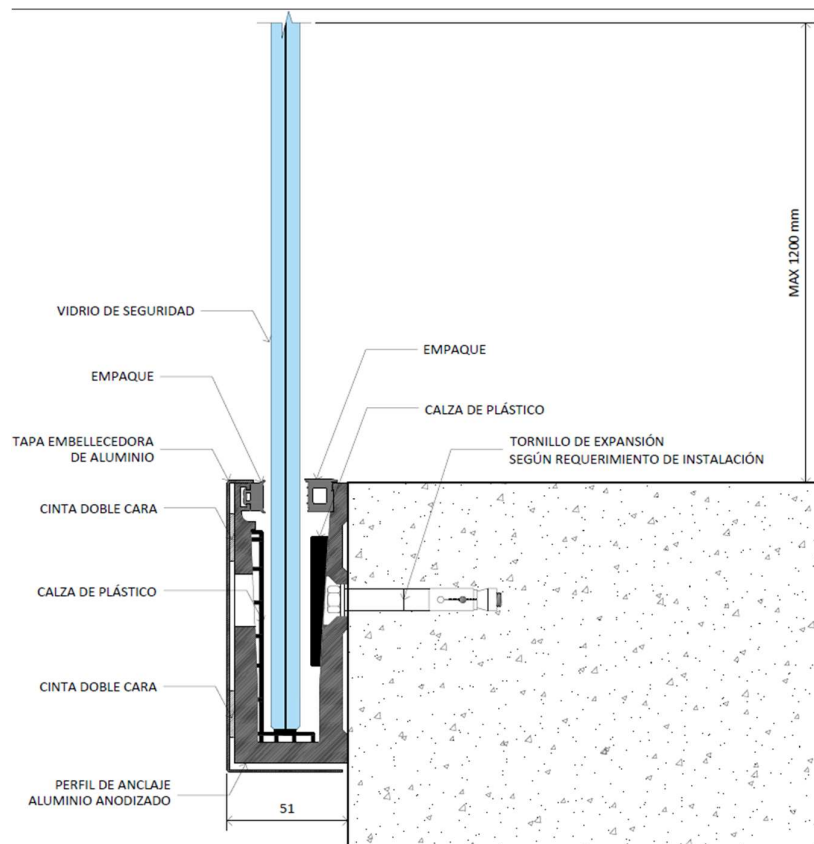 MAX 1200 mm
VIDRIO DE SEGURIDAD
EMPAQUE
EMPAQUE
CALZA DE PLÁSTICO
TAPA EMBELLECEDORA
DE ALUMINIO
TORNILLO DE EXPANSIÓN
SEGÚN REQUERIMIENTO DE INSTALACIÓN
CINTA DOBLE CARA
CALZA DE PLÁSTICO
CINTA DOBLE CARA
PERFIL DE ANCLAJE
ALUMINIO ANODIZADO
51